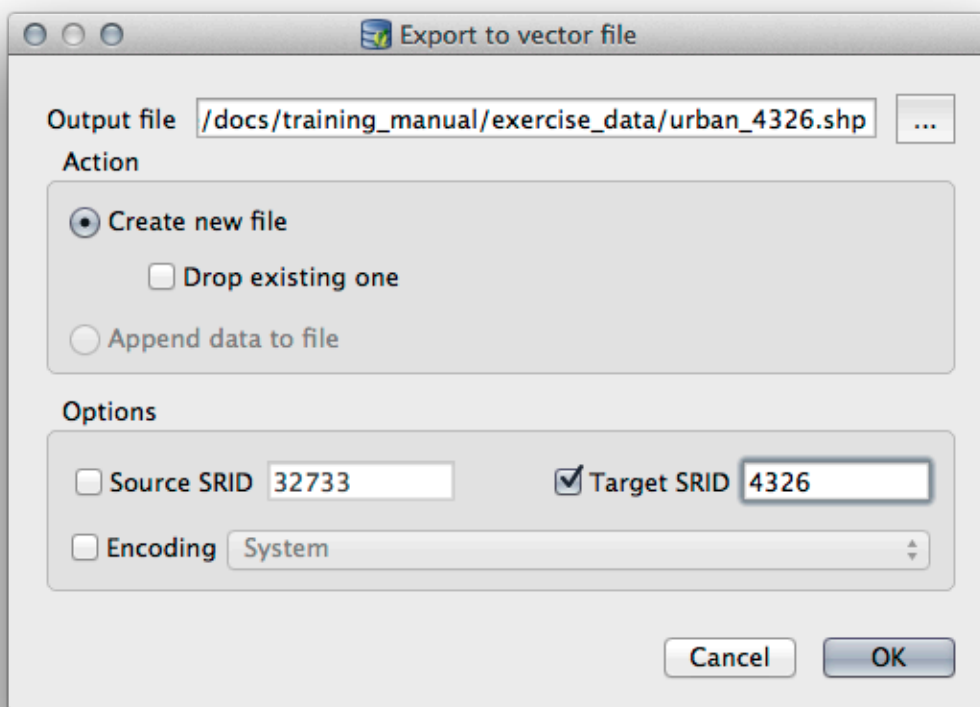 Export to vector file
Output file /docs/training_manual/exercise_data/urban_4326.shp ...
Action
Create new file
Drop existing one
Append data to file
Options
Source SRID 32733 Target SRID 4326
Encoding System
Cancel OK